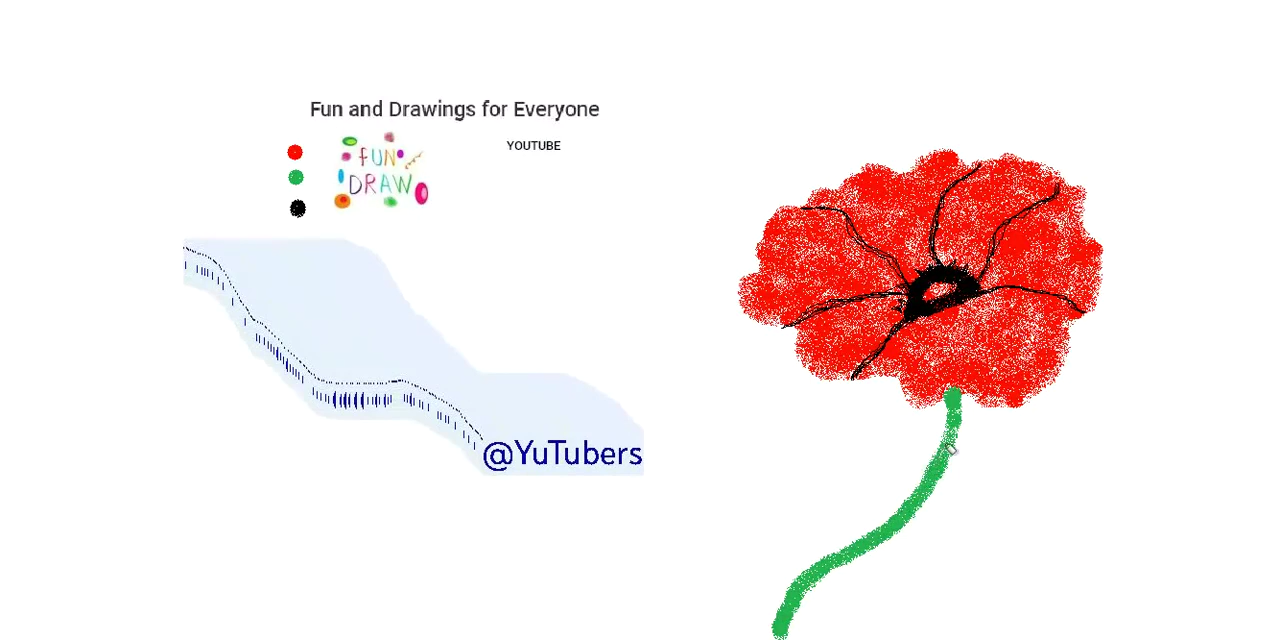 Fun and Drawings for Everyone
YOUTUBE
FUN
DRAW
@YuTubers